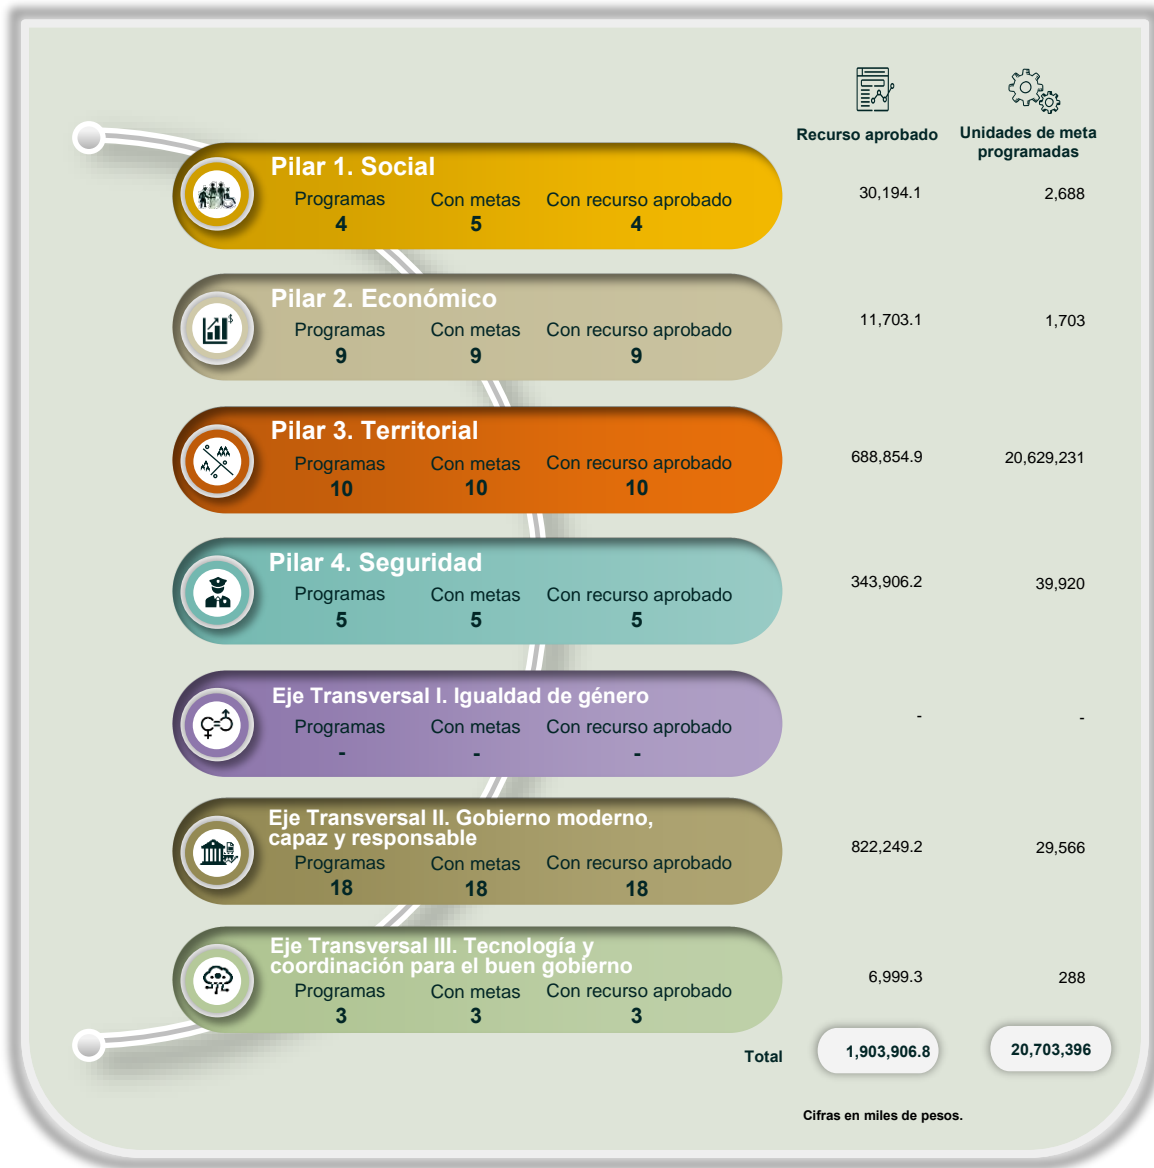 Recurso aprobado
Unidades de meta
programadas
Pilar 1. Social
Programas Con metas Con recurso aprobado
4 5 4
30,194.1 2,688
Pilar 2. Económico
Programas Con metas Con recurso aprobado
9 9 9
11,703.1 1,703
Pilar 3. Territorial
Programas Con metas Con recurso aprobado
10 10 10
688,854.9 20,629,231
Pilar 4. Seguridad
Programas Con metas Con recurso aprobado
5 5 5
343,906.2 39,920
Eje Transversal I. Igualdad de género
Programas Con metas Con recurso aprobado
- - -
- -
Eje Transversal II. Gobierno moderno,
capaz y responsable
Programas Con metas Con recurso aprobado
18 18 18
822,249.2 29,566
Eje Transversal III. Tecnología y
coordinación para el buen gobierno
Programas Con metas Con recurso aprobado
3 3 3
6,999.3 288
Total 1,903,906.8 20,703,396
Cifras en miles de pesos.